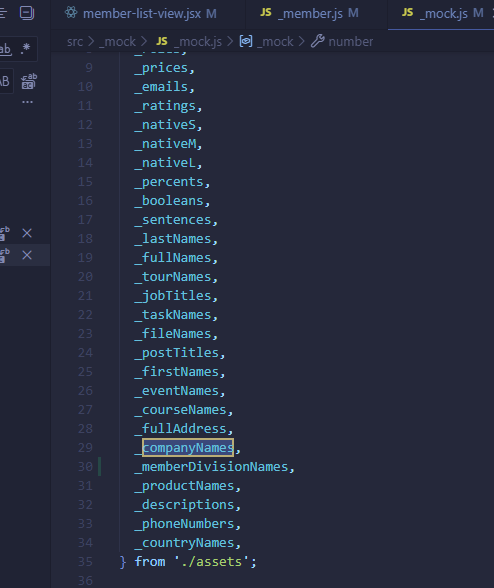 member-list-view.jsx M
JS _member.js M
JS _mock.js M
src > _mock > JS _mock.js > _mock > number
9 _prices,
10 _emails,
11 _ratings,
12 _nativeS,
13 _nativeM,
14 _nativeL,
15 _percents,
16 _booleans,
17 _sentences,
18 _lastNames,
19 _fullNames,
20 _tourNames,
21 _jobTitles,
22 _taskNames,
23 _fileNames,
24 _postTitles,
25 _firstNames,
26 _eventNames,
27 _courseNames,
28 _fullAddress,
29 _companyNames,
30 _memberDivisionNames,
31 _productNames,
32 _descriptions,
33 _phoneNumbers,
34 _countryNames,
35 } from './assets';
36